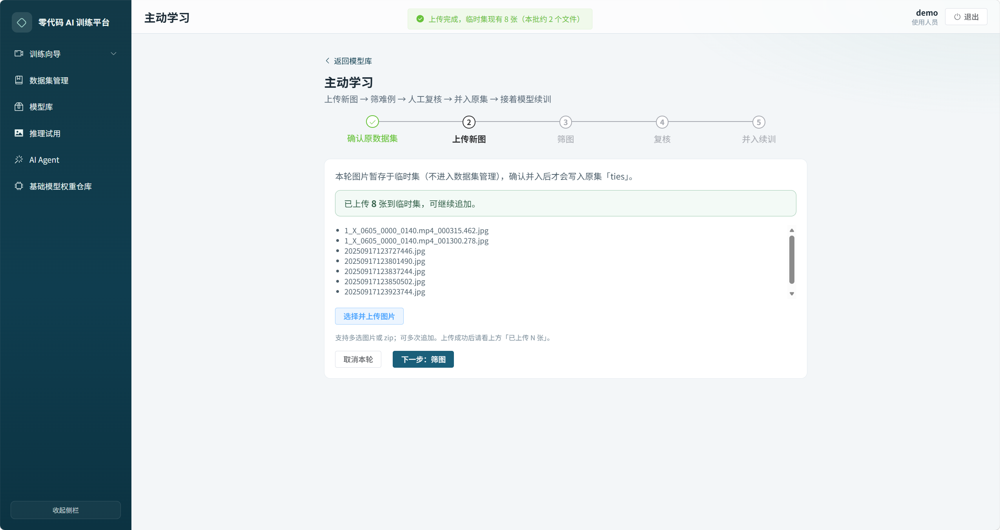 零代码 AI 训练平台
训练向导
数据集管理
模型库
推理试用
AI Agent
基础模型权重仓库
收起侧栏
主动学习
上传完成，临时集现有 8 张（本批约 2 个文件）
demo
使用人员
退出
返回模型库
主动学习
上传新图 → 筛难例 → 人工复核 → 并入原集 → 接着模型续训
确认原数据集
2
上传新图
3
筛图
4
复核
5
并入续训
本轮图片暂存于临时集（不进入数据集管理），确认并入后才会写入原集「ties」。
已上传 8 张到临时集，可继续追加。
1_X_0605_0000_0140.mp4_000315.462.jpg
1_X_0605_0000_0140.mp4_001300.278.jpg
20250917123727446.jpg
20250917123801490.jpg
20250917123837244.jpg
20250917123850502.jpg
20250917123923744.jpg
选择并上传图片
支持多选图片或 zip；可多次追加。上传成功后请看上方「已上传 N 张」。
取消本轮
下一步：筛图